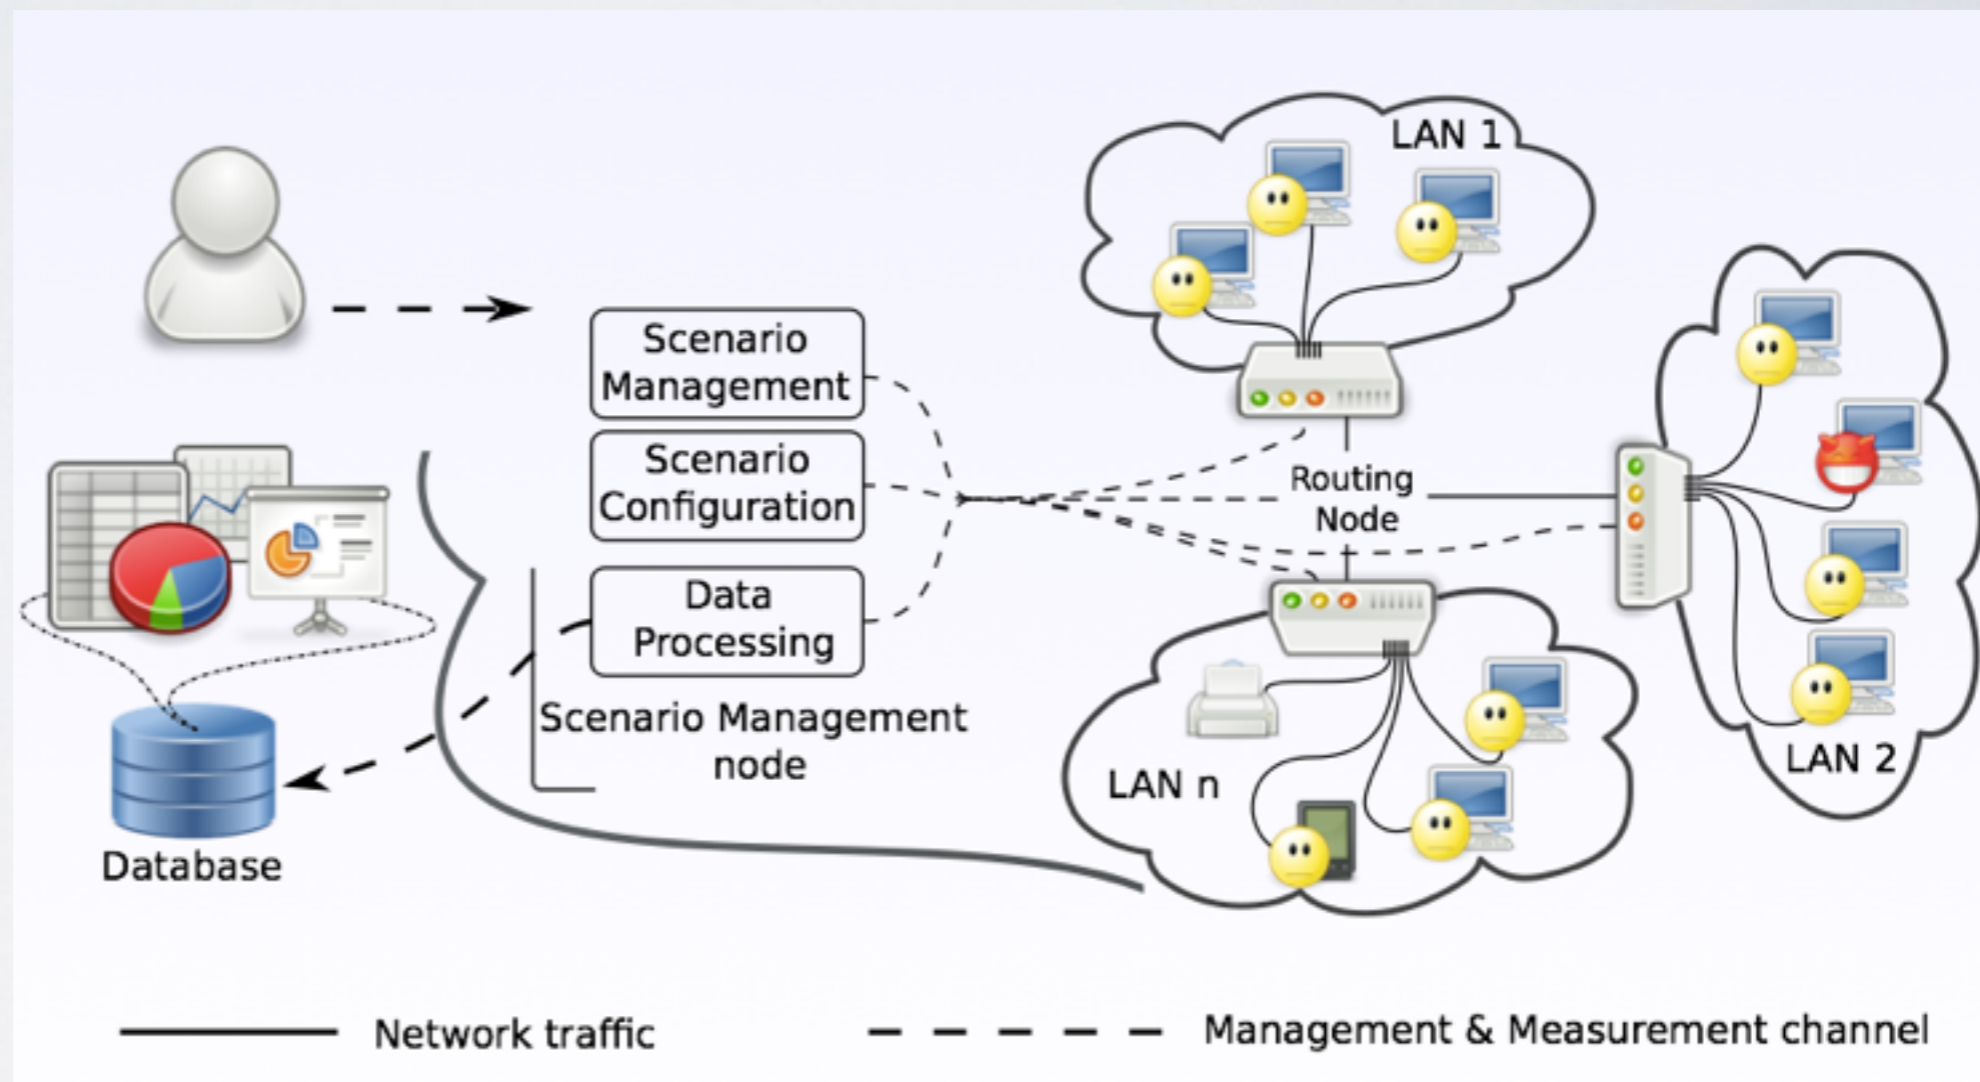 LAN 1
Scenario
Management
Scenario
Configuration
Routing
Node
Data
Processing
Scenario Management
node
LAN n
LAN 2
Database
Network traffic
Management & Measurement channel